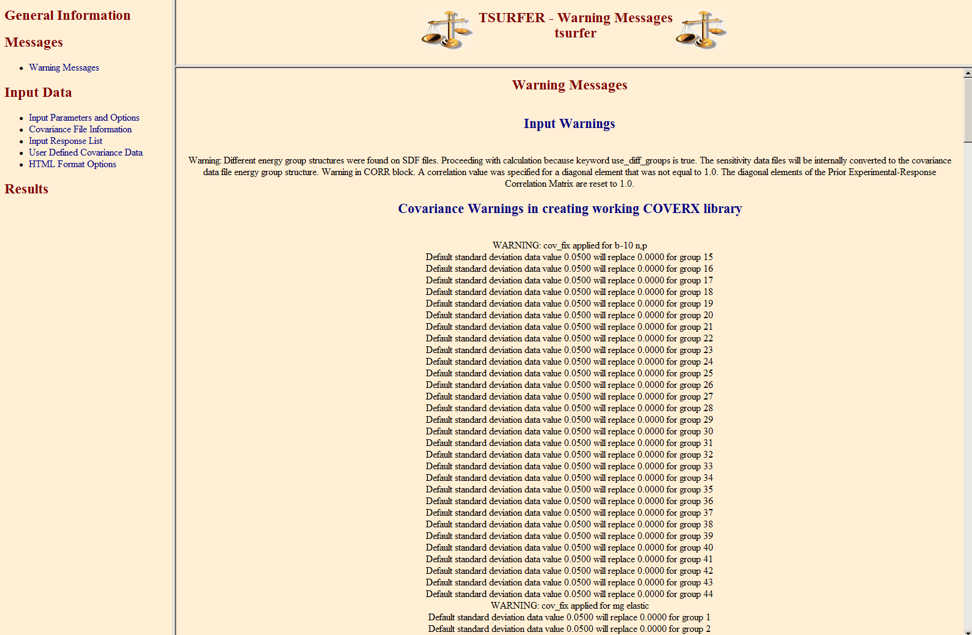 General Information
Messages
Warning Messages
Input Data
Input Parameters and Options
Covariance File Information
Input Response List
User Defined Covariance Data
HTML Format Options
Results
TSURFER - Warning Messages
tsurfer
Warning Messages
Input Warnings
Warning: Different energy group structures were found on SDF files. Proceeding with calculation because keyword use_diff_groups is true. The sensitivity data files will be internally converted to the covariance
data file energy group structure. Warning in CORR block. A correlation value was specified for a diagonal element that was not equal to 1.0. The diagonal elements of the Prior Experimental-Response
Correlation Matrix are reset to 1.0.
Covariance Warnings in creating working COVERX library
WARNING: cov_fix applied for b-10 n,p
Default standard deviation data value 0.0500 will replace 0.0000 for group 15
Default standard deviation data value 0.0500 will replace 0.0000 for group 16
Default standard deviation data value 0.0500 will replace 0.0000 for group 17
Default standard deviation data value 0.0500 will replace 0.0000 for group 18
Default standard deviation data value 0.0500 will replace 0.0000 for group 19
Default standard deviation data value 0.0500 will replace 0.0000 for group 20
Default standard deviation data value 0.0500 will replace 0.0000 for group 21
Default standard deviation data value 0.0500 will replace 0.0000 for group 22
Default standard deviation data value 0.0500 will replace 0.0000 for group 23
Default standard deviation data value 0.0500 will replace 0.0000 for group 24
Default standard deviation data value 0.0500 will replace 0.0000 for group 25
Default standard deviation data value 0.0500 will replace 0.0000 for group 26
Default standard deviation data value 0.0500 will replace 0.0000 for group 27
Default standard deviation data value 0.0500 will replace 0.0000 for group 28
Default standard deviation data value 0.0500 will replace 0.0000 for group 29
Default standard deviation data value 0.0500 will replace 0.0000 for group 30
Default standard deviation data value 0.0500 will replace 0.0000 for group 31
Default standard deviation data value 0.0500 will replace 0.0000 for group 32
Default standard deviation data value 0.0500 will replace 0.0000 for group 33
Default standard deviation data value 0.0500 will replace 0.0000 for group 34
Default standard deviation data value 0.0500 will replace 0.0000 for group 35
Default standard deviation data value 0.0500 will replace 0.0000 for group 36
Default standard deviation data value 0.0500 will replace 0.0000 for group 37
Default standard deviation data value 0.0500 will replace 0.0000 for group 38
Default standard deviation data value 0.0500 will replace 0.0000 for group 39
Default standard deviation data value 0.0500 will replace 0.0000 for group 40
Default standard deviation data value 0.0500 will replace 0.0000 for group 41
Default standard deviation data value 0.0500 will replace 0.0000 for group 42
Default standard deviation data value 0.0500 will replace 0.0000 for group 43
Default standard deviation data value 0.0500 will replace 0.0000 for group 44
WARNING: cov_fix applied for mg elastic
Default standard deviation data value 0.0500 will replace 0.0000 for group 1
Default standard deviation data value 0.0500 will replace 0.0000 for group 2